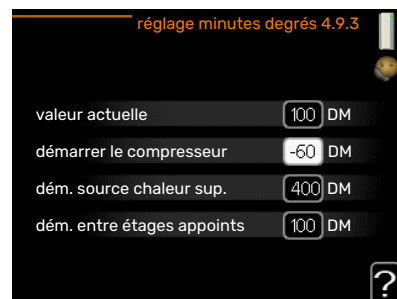 réglage minutes degrés 4.9.3
valeur actuelle 100 DM
démarrer le compresseur -60 DM
dém. source chaleur sup. 400 DM
dém. entre étages appoints 100 DM
?